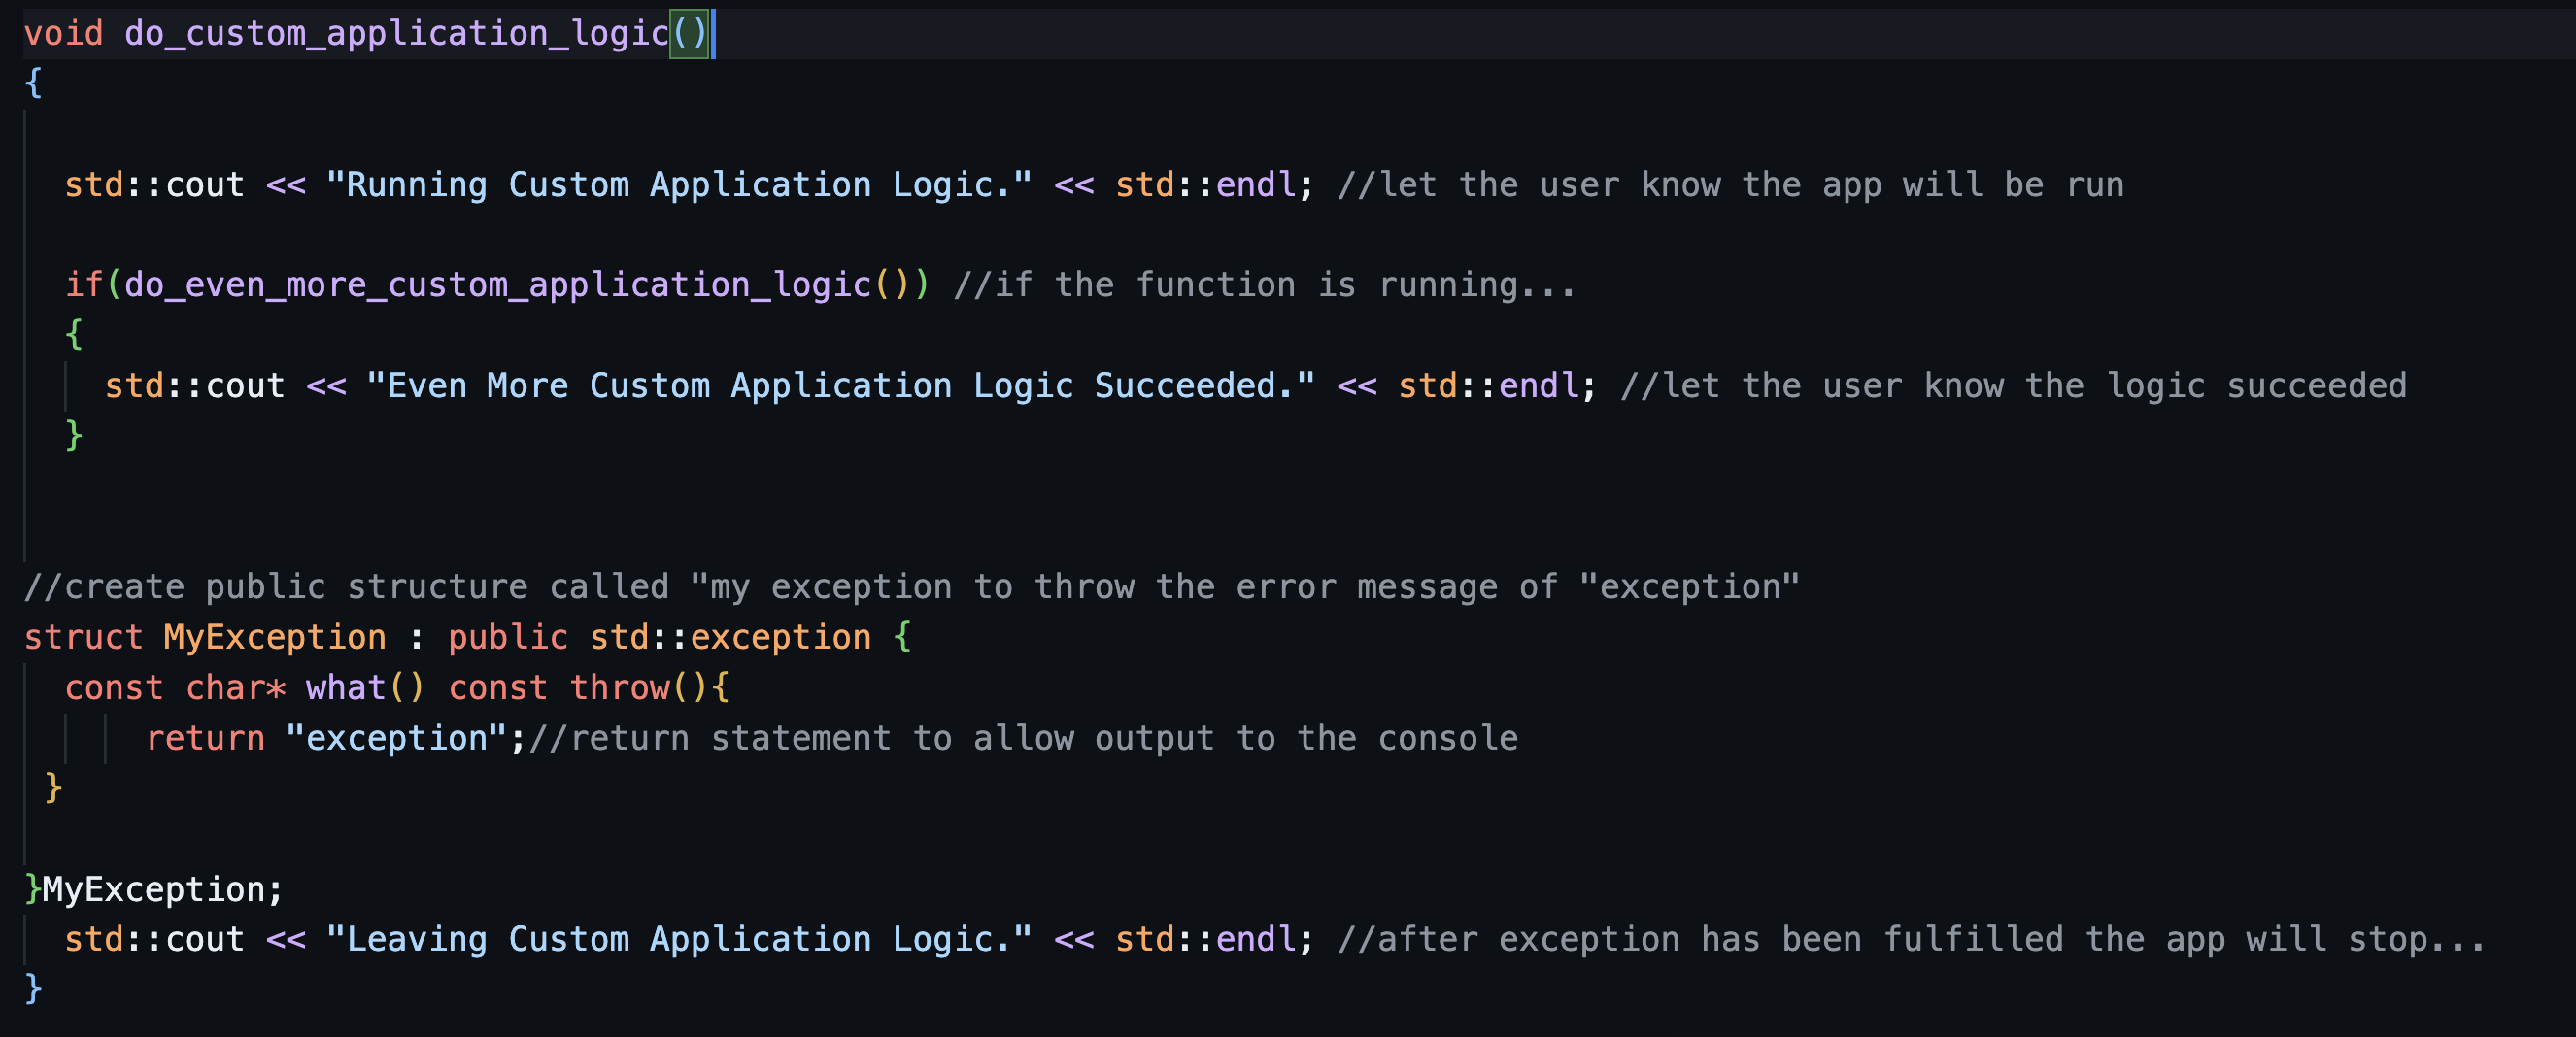 void do_custom_application_logic()
{
std::cout << "Running Custom Application Logic." << std::endl; //let the user know the app will be run
if(do_even_more_custom_application_logic()) //if the function is running...
{
std::cout << "Even More Custom Application Logic Succeeded." << std::endl; //let the user know the logic succeeded
}
//create public structure called "my exception to throw the error message of "exception"
struct MyException : public std::exception {
const char* what() const throw(){
return "exception";//return statement to allow output to the console
}
}MyException;
std::cout << "Leaving Custom Application Logic." << std::endl; //after exception has been fulfilled the app will stop...
}